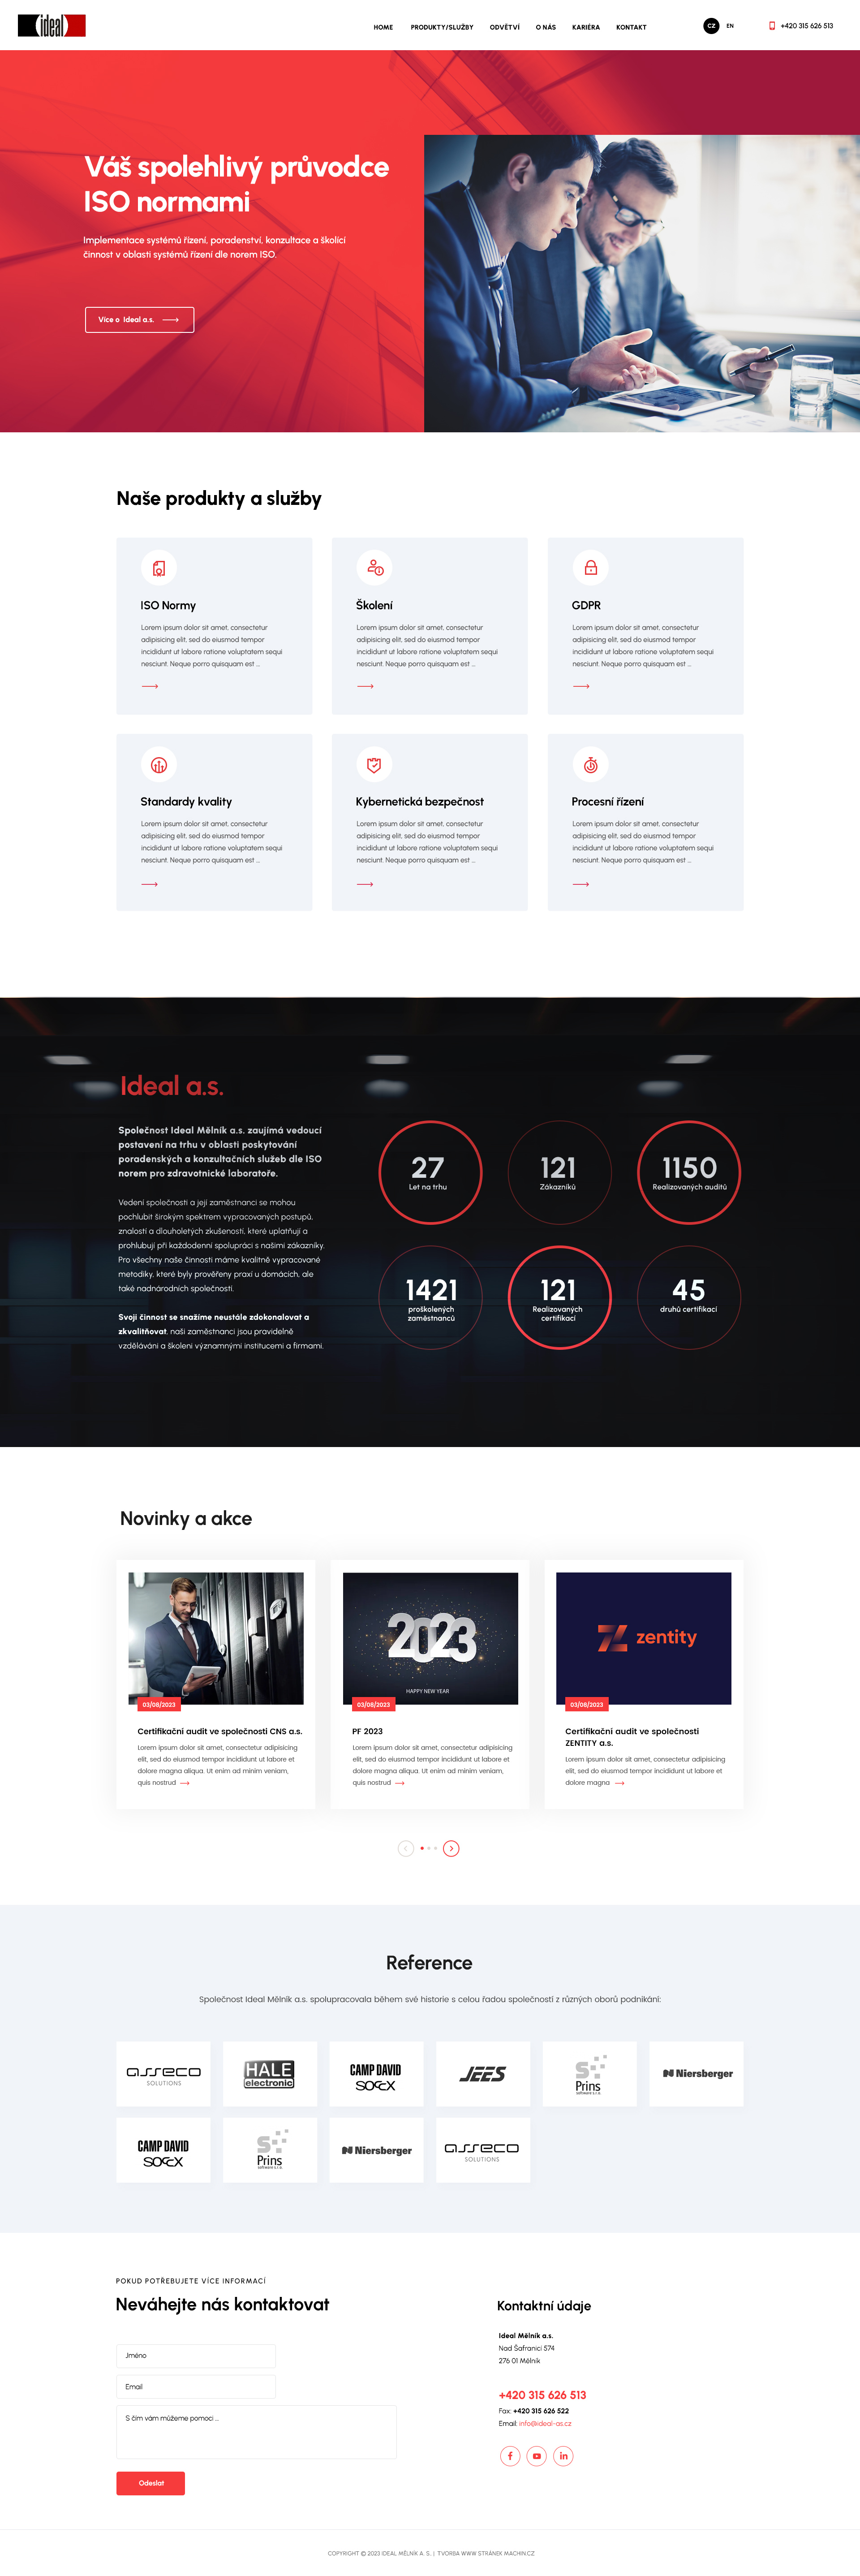 ideal
HOME PRODUKTY/SLUŽBY ODVĚTVÍ O NÁS KARIÉRA KONTAKT
CZ EN
+420 315 626 513
Váš spolehlivý průvodce
ISO normami
Implementace systémů řízení, poradenství, konzultace a školící
činnost v oblasti systémů řízení dle norem ISO.
Více o Ideal a.s.
Naše produkty a služby
ISO Normy
Lorem ipsum dolor sit amet, consectetur
adipisicing elit, sed do eiusmod tempor
incididunt ut labore ratione voluptatem sequi
nesciunt. Neque porro quisquam est ...
Školení
Lorem ipsum dolor sit amet, consectetur
adipisicing elit, sed do eiusmod tempor
incididunt ut labore ratione voluptatem sequi
nesciunt. Neque porro quisquam est ...
GDPR
Lorem ipsum dolor sit amet, consectetur
adipisicing elit, sed do eiusmod tempor
incididunt ut labore ratione voluptatem sequi
nesciunt. Neque porro quisquam est ...
Standardy kvality
Lorem ipsum dolor sit amet, consectetur
adipisicing elit, sed do eiusmod tempor
incididunt ut labore ratione voluptatem sequi
nesciunt. Neque porro quisquam est ...
Kybernetická bezpečnost
Lorem ipsum dolor sit amet, consectetur
adipisicing elit, sed do eiusmod tempor
incididunt ut labore ratione voluptatem sequi
nesciunt. Neque porro quisquam est ...
Procesní řízení
Lorem ipsum dolor sit amet, consectetur
adipisicing elit, sed do eiusmod tempor
incididunt ut labore ratione voluptatem sequi
nesciunt. Neque porro quisquam est ...
Ideal a.s.
Společnost Ideal Mělník a.s. zaujímá vedoucí
postavení na trhu v oblasti poskytování
poradenských a konzultačních služeb dle ISO
norem pro zdravotnické laboratoře.
Vedení společnosti a její zaměstnanci se mohou
pochlubit širokým spektrem vypracovaných postupů,
znalostí a dlouholetých zkušeností, které uplatňují a
prohlubují při každodenní spolupráci s našimi zákazníky.
Pro všechny naše činnosti máme kvalitně vypracované
metodiky, které byly prověřeny praxí u domácích, ale
také nadnárodních společností.
Svoji činnost se snažíme neustále zdokonalovat a
zkvalitňovat, naši zaměstnanci jsou pravidelně
vzděláváni a školeni významnými institucemi a firmami.
27
Let na trhu
121
Zákazníků
1150
Realizovaných auditů
1421
proškolených
zaměstnanců
121
Realizovaných
certifikací
45
druhů certifikací
Novinky a akce
03/08/2023
Certifikační audit ve společnosti CNS a.s.
Lorem ipsum dolor sit amet, consectetur adipisicing
elit, sed do eiusmod tempor incididunt ut labore et
dolore magna aliqua. Ut enim ad minim veniam,
quis nostrud
2023
HAPPY NEW YEAR
03/08/2023
PF 2023
Lorem ipsum dolor sit amet, consectetur adipisicing
elit, sed do eiusmod tempor incididunt ut labore et
dolore magna aliqua. Ut enim ad minim veniam,
quis nostrud
zentity
03/08/2023
Certifikační audit ve společnosti
ZENTITY a.s.
Lorem ipsum dolor sit amet, consectetur adipisicing
elit, sed do eiusmod tempor incididunt ut labore et
dolore magna
Reference
Společnost Ideal Mělník a.s. spolupracovala během své historie s celou řadou společností z různých oborů podnikání:
asseco
SOLUTIONS
HALE
electronic
CAMP DAVID
SOCCX
JEES
Prins
software s.r.o.
Niersberger
CAMP DAVID
SOCCX
Prins
software s.r.o.
Niersberger
asseco
SOLUTIONS
POKUD POTŘEBUJETE VÍCE INFORMACÍ
Neváhejte nás kontaktovat
Jméno
Email
S čím vám můžeme pomoci ...
Odeslat
Kontaktní údaje
Ideal Mělník a.s.
Nad Šafranicí 574
276 01 Mělník
+420 315 626 513
Fax: +420 315 626 522
Email: info@ideal-as.cz
COPYRIGHT © 2023 IDEAL MĚLNÍK A. S., | TVORBA WWW STRÁNEK MACHIN.CZ